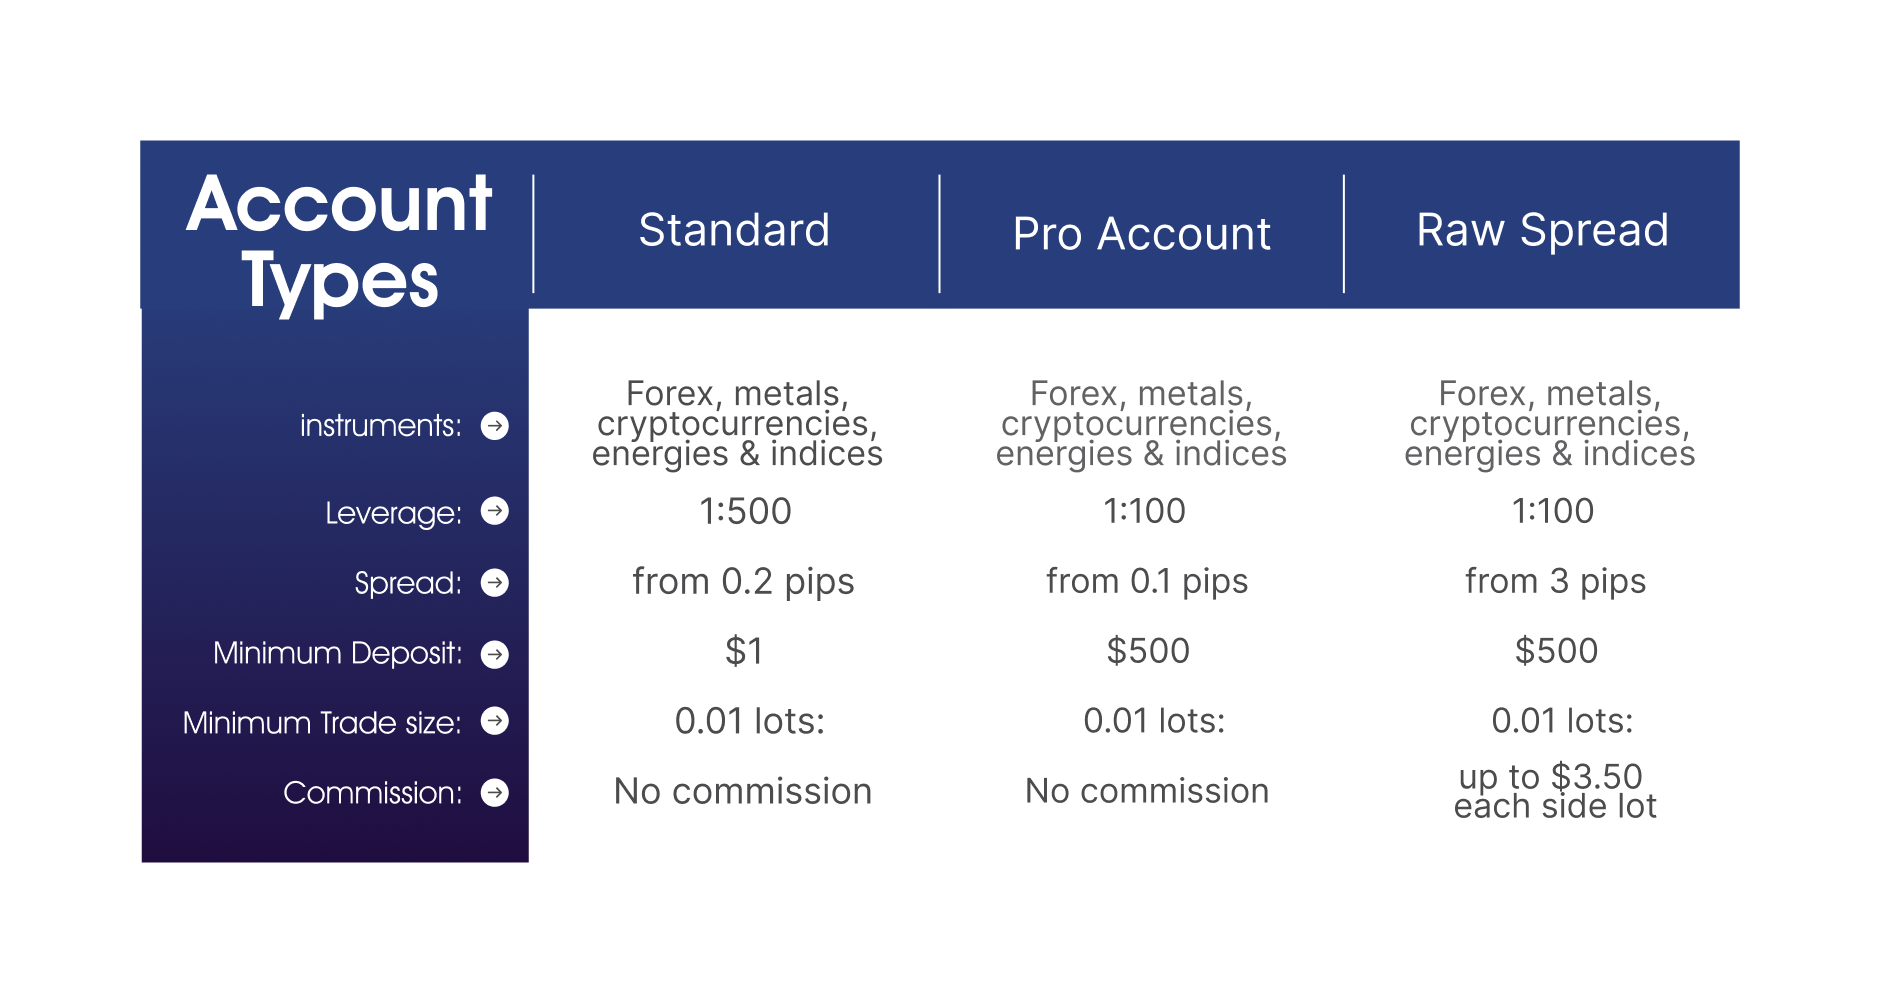 Account
Types
Standard
Pro Account
Raw Spread
instruments:
Forex, metals,
cryptocurrencies,
energies & indices
Forex, metals,
cryptocurrencies,
energies & indices
Forex, metals,
cryptocurrencies,
energies & indices
Leverage:
1:500
1:100
1:100
Spread:
from 0.2 pips
from 0.1 pips
from 3 pips
Minimum Deposit:
$1
$500
$500
Minimum Trade size:
0.01 lots:
0.01 lots:
0.01 lots:
Commission:
No commission
No commission
up to $3.50
each side lot